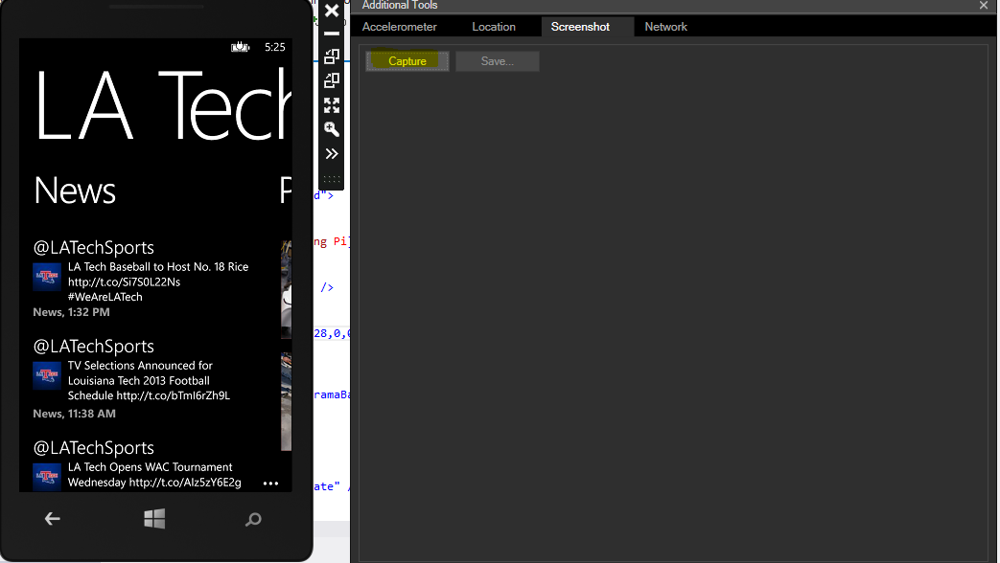 5:25
LA Tech
News
P
@LATechSports
LA Tech Baseball to Host No. 18 Rice
http://t.co/Si7S0L22Ns
#WeAreLATech
News, 1:32 PM
@LATechSports
TV Selections Announced for
Louisiana Tech 2013 Football
Schedule http://t.co/bTmI6rZh9L
News, 11:38 AM
@LATechSports
LA Tech Opens WAC Tournament
Wednesday http://t.co/AIz5zY6E2g
d">
ng Pi
/>
28,0,0
ramaBa
ate" /
Additional Tools
Accelerometer Location Screenshot Network
Capture Save...